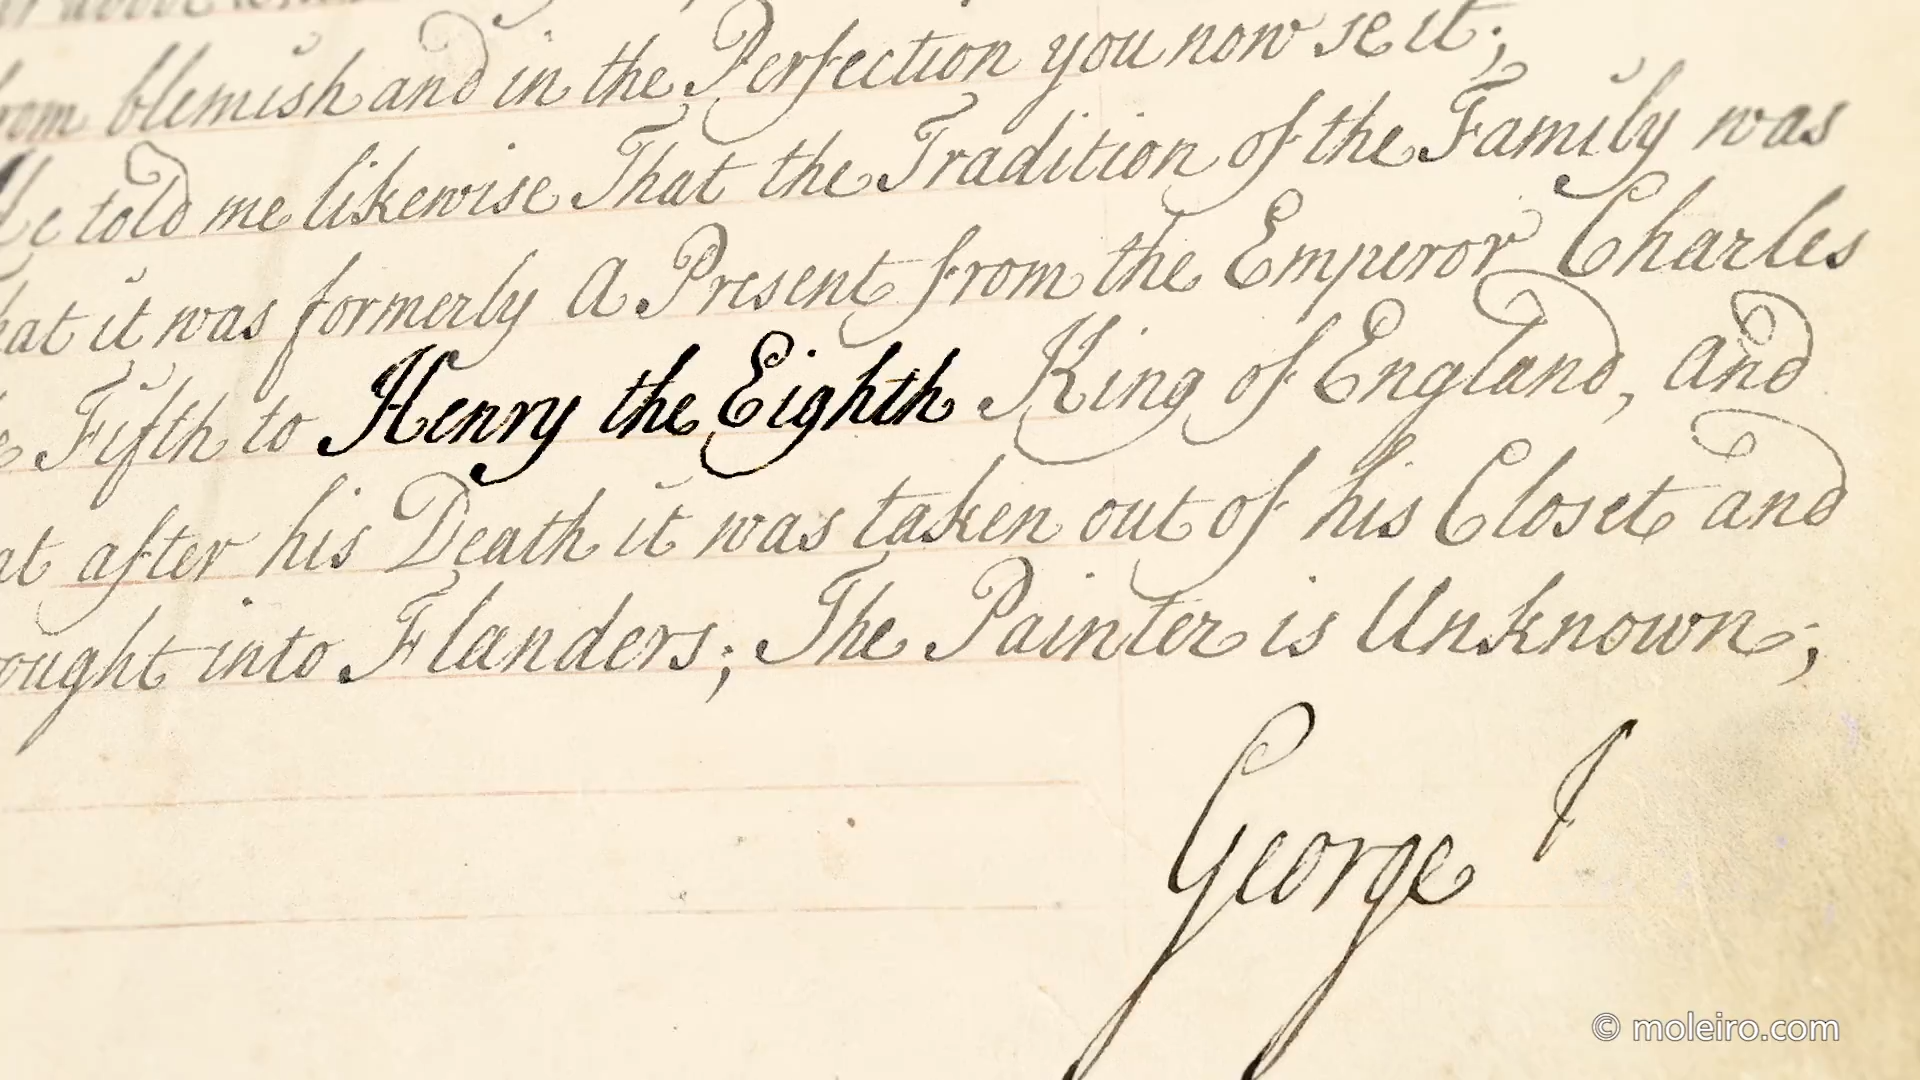 from blemish and in the Perfection you now se it;
He told me likewise That the Tradition of the Family was
that it was formerly A Present from the Emperor Charles
Fifth to Henry the Eighth King of England, and
at after his Death it was taken out of his Closet and
ought into Flanders; The Painter is Unknown;
George
© moleiro.com